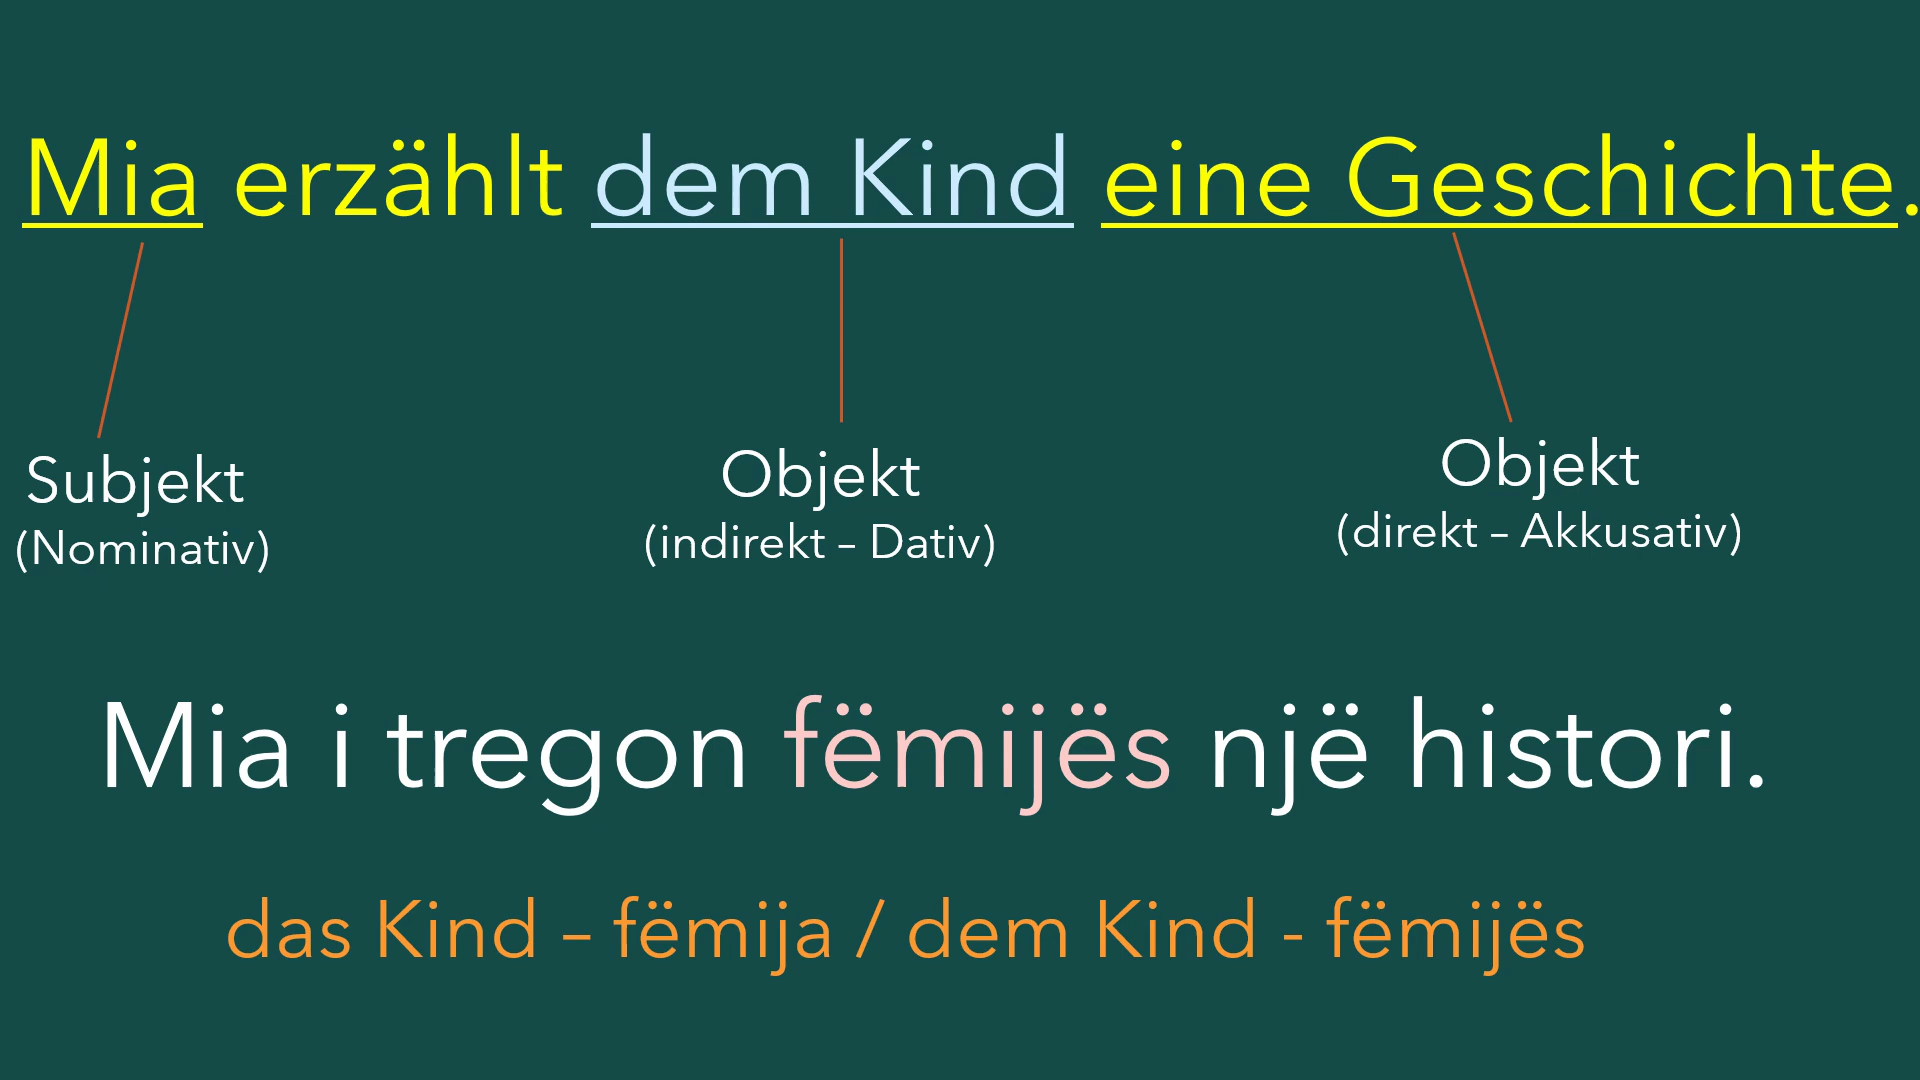 Mia erzählt dem Kind eine Geschichte.
Subjekt
(Nominativ)
Objekt
(indirekt – Dativ)
Objekt
(direkt – Akkusativ)
Mia i tregon fëmijës një histori.
das Kind – fëmija / dem Kind - fëmijës